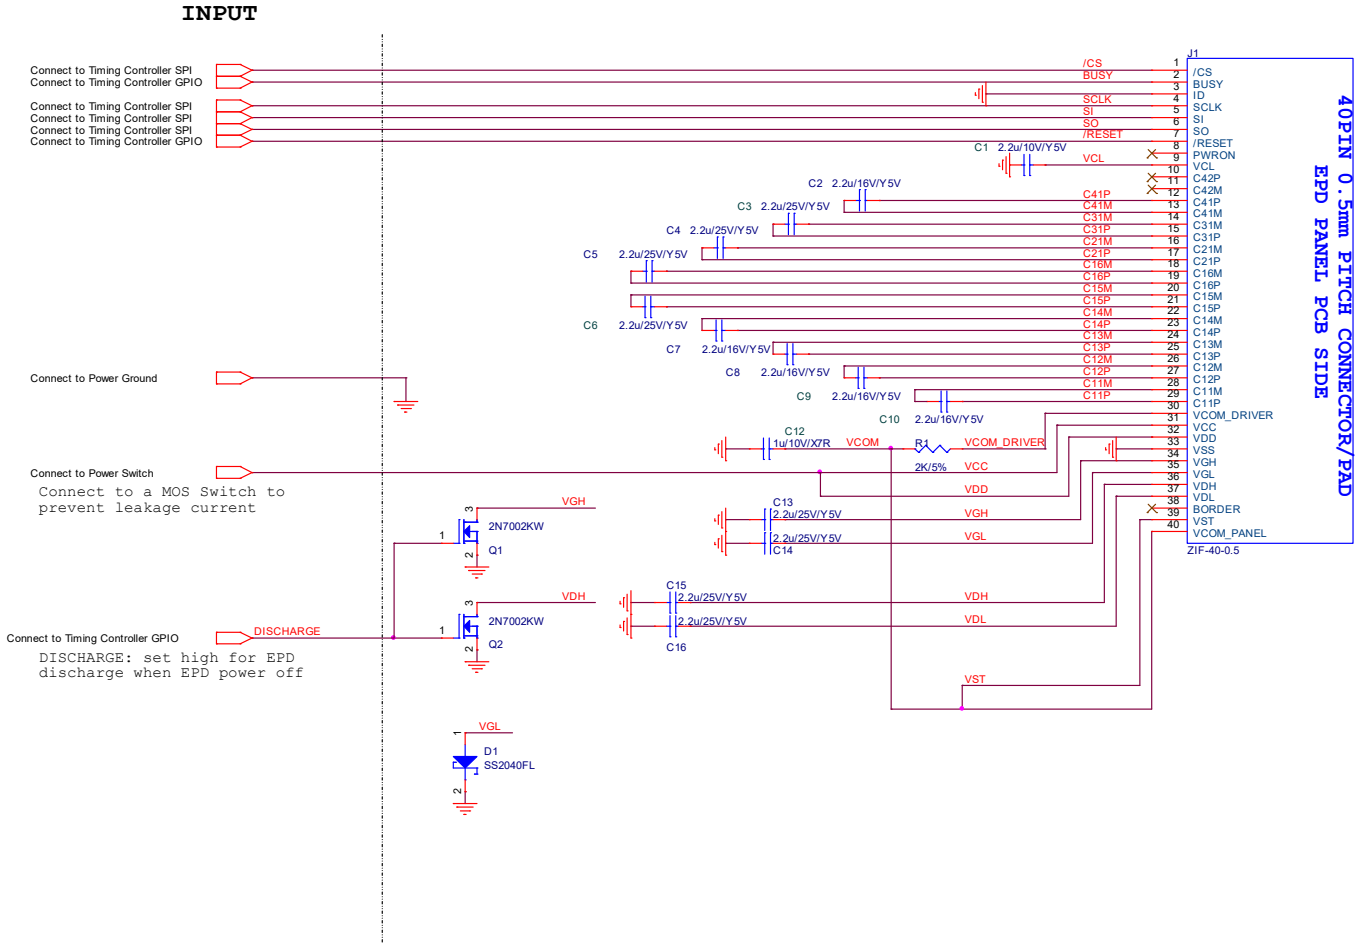 INPUT
J1
Connect to Timing Controller SPI
/CS
1
/CS
Connect to Timing Controller GPIO
BUSY
2
BUSY
3
ID
Connect to Timing Controller SPI
SCLK
4
SCLK
Connect to Timing Controller SPI
SI
5
SI
Connect to Timing Controller SPI
SO
6
SO
Connect to Timing Controller GPIO
/RESET
7
/RESET
8
PWRON
C1
2.2u/10V/Y5V
VCL
9
VCL
10
C42P
11
C42M
C2
2.2u/16V/Y5V
C41P
12
C41P
C41M
13
C41M
C3
2.2u/25V/Y5V
C31M
14
C31M
C31P
15
C31P
C4
2.2u/25V/Y5V
C21M
16
C21M
C21P
17
C21P
C5
2.2u/25V/Y5V
C16M
18
C16M
C16P
19
C16P
C15M
20
C15M
C15P
21
C15P
C6
2.2u/25V/Y5V
C14M
22
C14M
C14P
23
C14P
C7
2.2u/16V/Y5V
C13M
24
C13M
C13P
25
C13P
C8
2.2u/16V/Y5V
C12M
26
C12M
C12P
27
C12P
C9
2.2u/16V/Y5V
C11M
28
C11M
C11P
29
C11P
C10
2.2u/16V/Y5V
30
VCOM_DRIVER
31
VCC
32
VDD
33
VSS
34
VGH
35
VGL
36
VDH
37
VDL
38
BORDER
39
VST
40
VCOM_PANEL
ZIF-40-0.5
40PIN 0.5mm PITCH CONNECTOR/PAD
EPD PANEL PCB SIDE
Connect to Power Ground
C12
1u/10V/X7R
VCOM
R1
2K/5%
VCOM_DRIVER
Connect to Power Switch
VCC
Connect to a MOS Switch to
prevent leakage current
VDD
VGH
3
1
2N7002KW
2
Q1
C13
2.2u/25V/Y5V
VGH
2.2u/25V/Y5V
VGL
C14
VDH
3
1
2N7002KW
2
Q2
C15
2.2u/25V/Y5V
VDH
2.2u/25V/Y5V
VDL
C16
Connect to Timing Controller GPIO
DISCHARGE
DISCHARGE: set high for EPD
discharge when EPD power off
VST
VGL
1
D1
SS2040FL
2